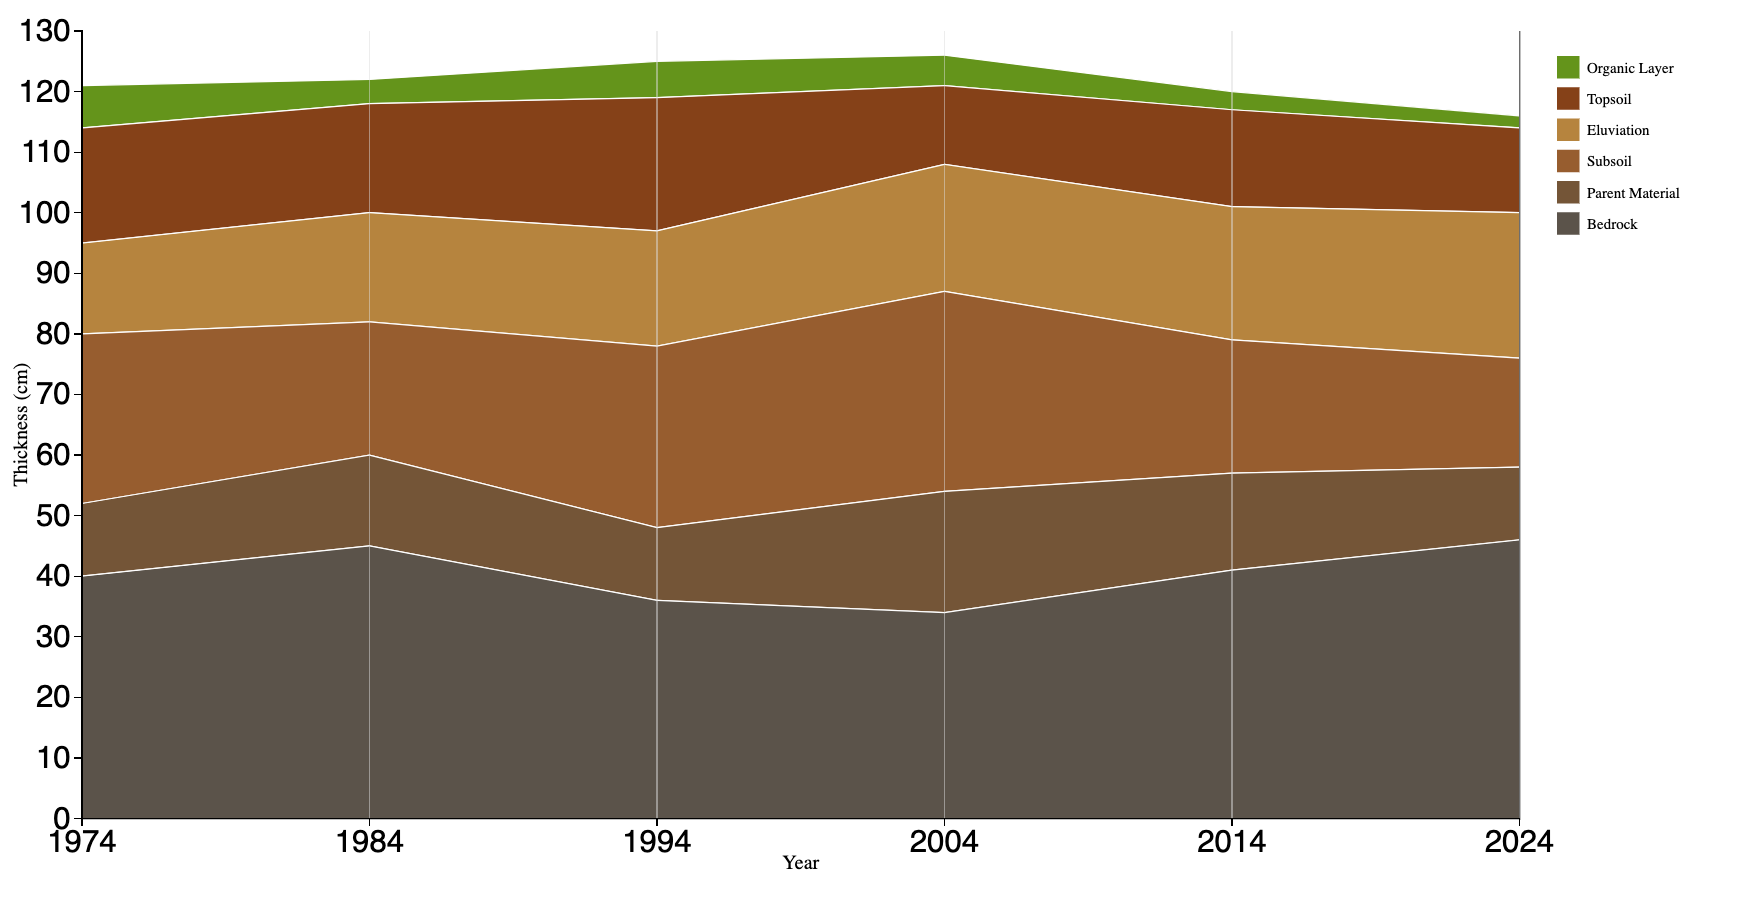 130
120
110
100
90
80
70
60
50
40
30
20
10
0
Thickness (cm)
1974 1984 1994 2004 2014 2024
Year
Organic Layer
Topsoil
Eluviation
Subsoil
Parent Material
Bedrock